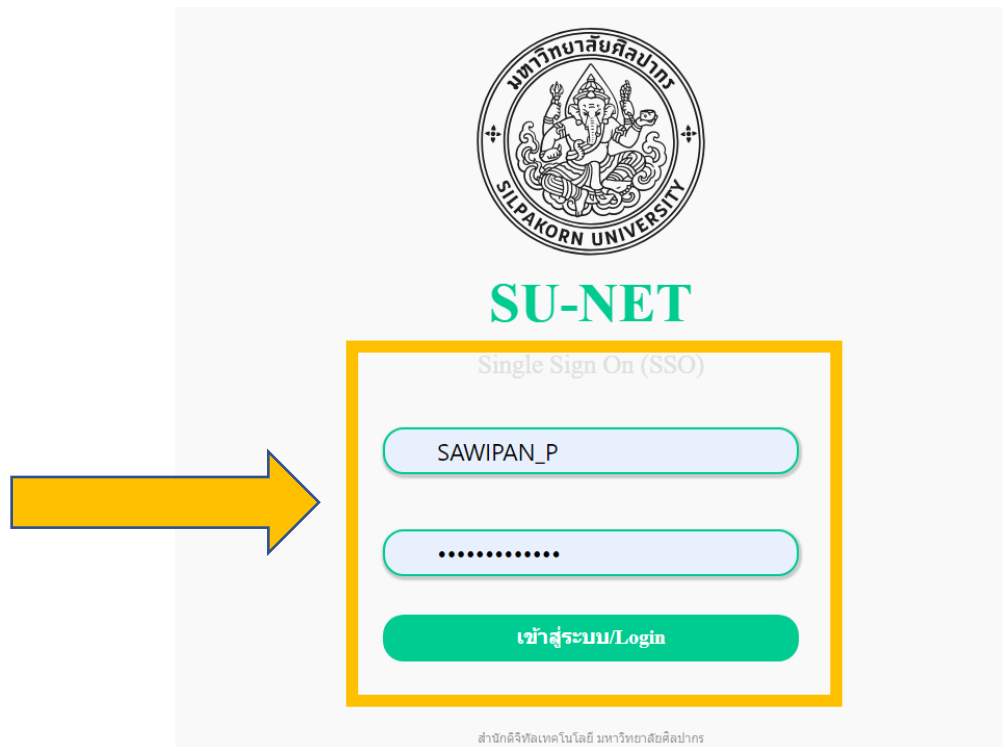 มหาวิทยาลัยศิลปากร
SILPAKORN UNIVERSITY
SU-NET
Single Sign On (SSO)
SAWIPAN_P
•••••••••••••
เข้าสู่ระบบ/Login
สำนักดิจิทัลเทคโนโลยี มหาวิทยาลัยศิลปากร